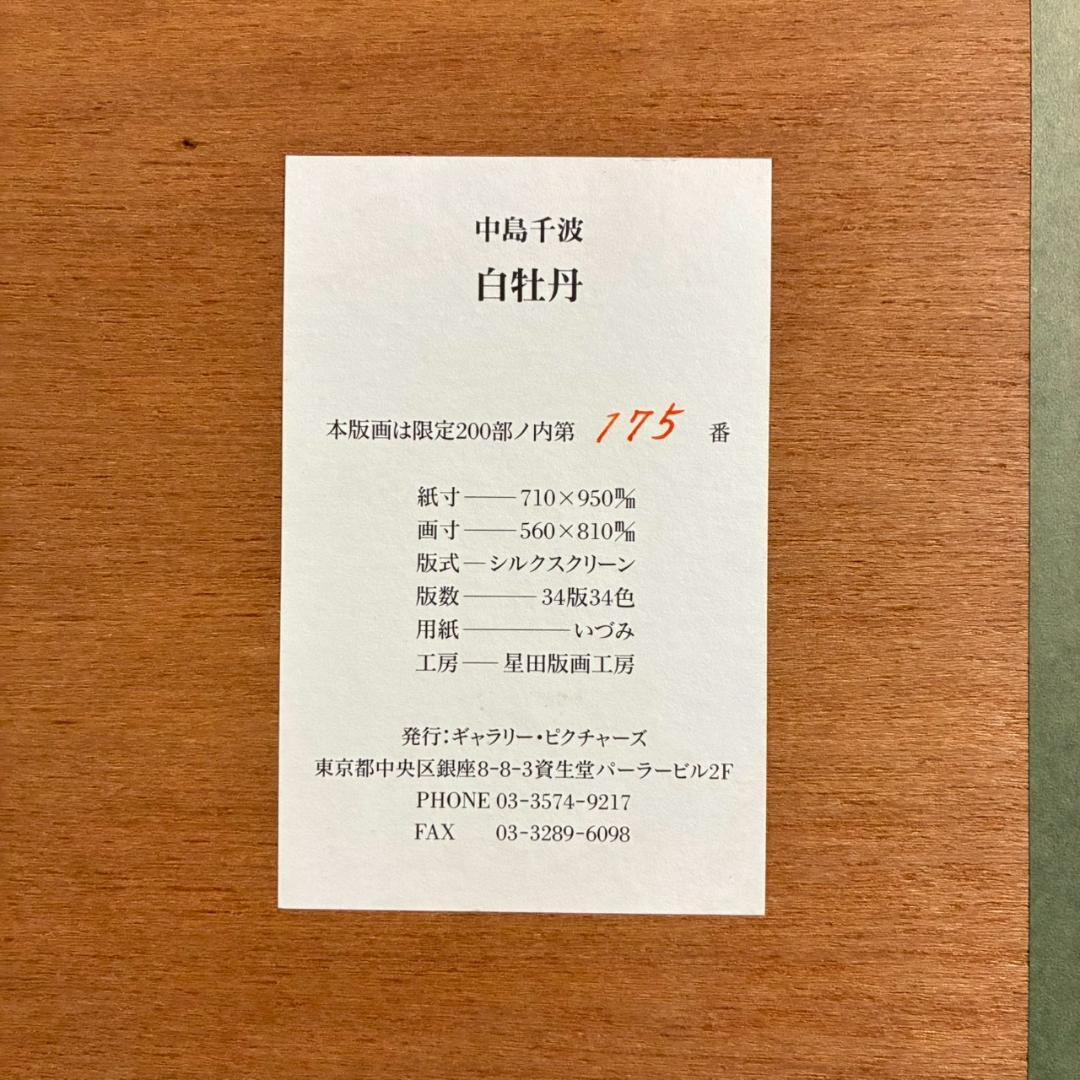 中島千波
白牡丹
本版画は限定200部ノ内第 175 番
紙寸——710×950㎜
画寸——560×810㎜
版式—シルクスクリーン
版数———34版34色
用紙————いづみ
工房——星田版画工房
発行：ギャラリー・ピクチャーズ
東京都中央区銀座8-8-3資生堂パーラービル2F
PHONE 03-3574-9217
FAX 03-3289-6098